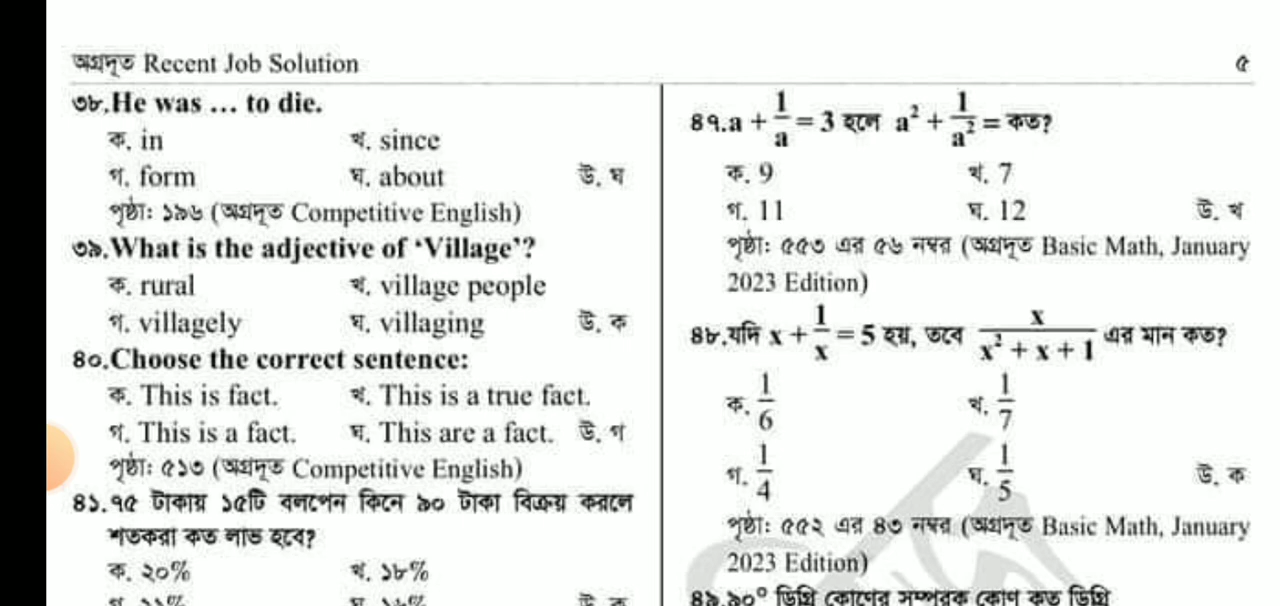 অগ্রদূত Recent Job Solution ৫
৩৮.He was ... to die.
ক. in খ. since
গ. form ঘ. about উ. ঘ
পৃষ্ঠা: ১৯৬ (অগ্রদূত Competitive English)
৩৯.What is the adjective of ‘Village’?
ক. rural খ. village people
গ. villagely ঘ. villaging উ. ক
৪০.Choose the correct sentence:
ক. This is fact. খ. This is a true fact.
গ. This is a fact. ঘ. This are a fact. উ. গ
পৃষ্ঠা: ৫১৩ (অগ্রদূত Competitive English)
৪১.৭৫ টাকায় ১৫টি বলপেন কিনে ৯০ টাকা বিক্রয় করলে
শতকরা কত লাভ হবে?
ক. ২০% খ. ১৮%
৪৭.a + 1/a = 3 হলে a² + 1/a² = কত?
ক. 9 খ. 7
গ. 11 ঘ. 12 উ. খ
পৃষ্ঠা: ৫৫৩ এর ৫৬ নম্বর (অগ্রদূত Basic Math, January
2023 Edition)
৪৮.যদি x + 1/x = 5 হয়, তবে x/(x² + x + 1) এর মান কত?
ক. 1/6 খ. 1/7
গ. 1/4 ঘ. 1/5 উ. ক
পৃষ্ঠা: ৫৫২ এর ৪৩ নম্বর (অগ্রদূত Basic Math, January
2023 Edition)
৪৯.৯০° ডিগ্রি কোণের সম্পূরক কোণ কত ডিগ্রি